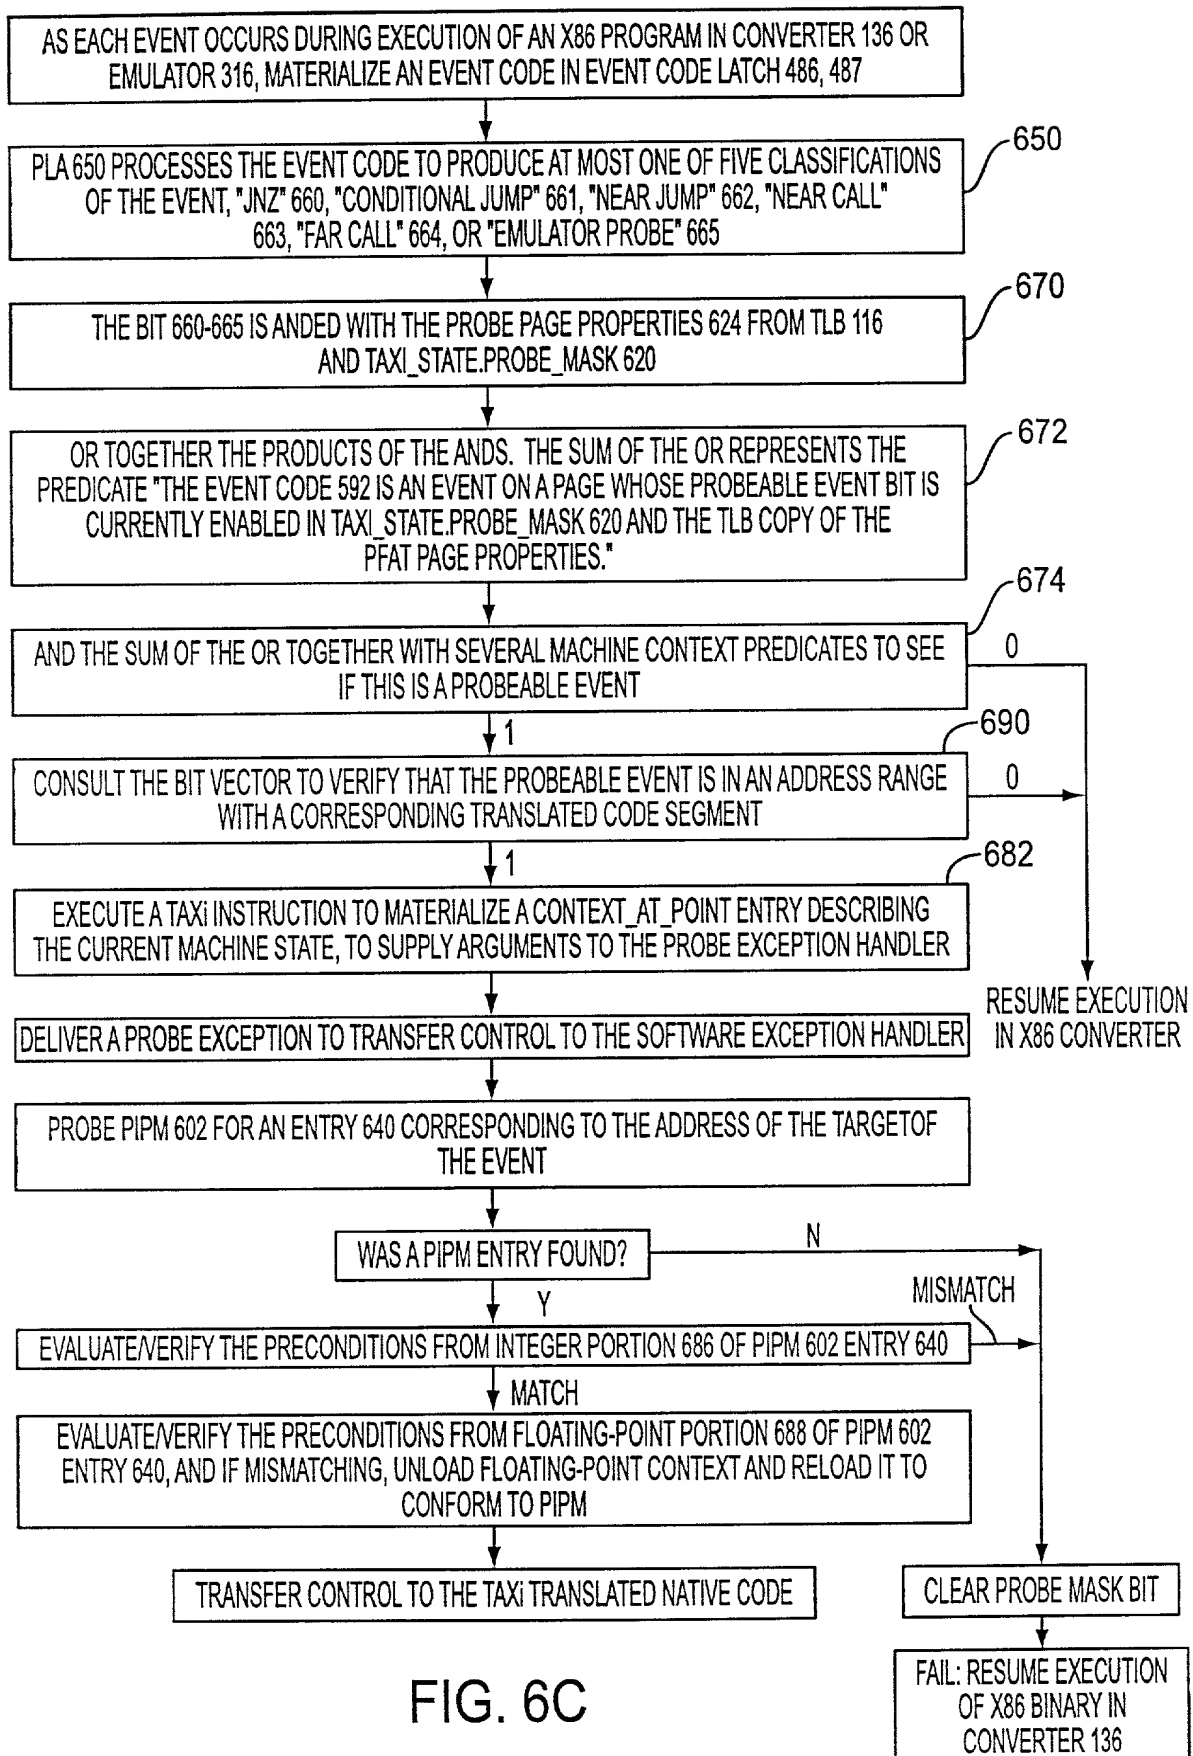 AS EACH EVENT OCCURS DURING EXECUTION OF AN X86 PROGRAM IN CONVERTER 136 OR
EMULATOR 316, MATERIALIZE AN EVENT CODE IN EVENT CODE LATCH 486, 487
650
PLA 650 PROCESSES THE EVENT CODE TO PRODUCE AT MOST ONE OF FIVE CLASSIFICATIONS
OF THE EVENT, "JNZ" 660, "CONDITIONAL JUMP" 661, "NEAR JUMP" 662, "NEAR CALL"
663, "FAR CALL" 664, OR "EMULATOR PROBE" 665
670
THE BIT 660-665 IS ANDED WITH THE PROBE PAGE PROPERTIES 624 FROM TLB 116
AND TAXI_STATE.PROBE_MASK 620
672
OR TOGETHER THE PRODUCTS OF THE ANDS. THE SUM OF THE OR REPRESENTS THE
PREDICATE "THE EVENT CODE 592 IS AN EVENT ON A PAGE WHOSE PROBEABLE EVENT BIT IS
CURRENTLY ENABLED IN TAXI_STATE.PROBE_MASK 620 AND THE TLB COPY OF THE
PFAT PAGE PROPERTIES."
674
AND THE SUM OF THE OR TOGETHER WITH SEVERAL MACHINE CONTEXT PREDICATES TO SEE
IF THIS IS A PROBEABLE EVENT
0
1
690
CONSULT THE BIT VECTOR TO VERIFY THAT THE PROBEABLE EVENT IS IN AN ADDRESS RANGE
WITH A CORRESPONDING TRANSLATED CODE SEGMENT
0
1
682
EXECUTE A TAXi INSTRUCTION TO MATERIALIZE A CONTEXT_AT_POINT ENTRY DESCRIBING
THE CURRENT MACHINE STATE, TO SUPPLY ARGUMENTS TO THE PROBE EXCEPTION HANDLER
RESUME EXECUTION
IN X86 CONVERTER
DELIVER A PROBE EXCEPTION TO TRANSFER CONTROL TO THE SOFTWARE EXCEPTION HANDLER
PROBE PIPM 602 FOR AN ENTRY 640 CORRESPONDING TO THE ADDRESS OF THE TARGETOF
THE EVENT
WAS A PIPM ENTRY FOUND?
N
Y
MISMATCH
EVALUATE/VERIFY THE PRECONDITIONS FROM INTEGER PORTION 686 OF PIPM 602 ENTRY 640
MATCH
EVALUATE/VERIFY THE PRECONDITIONS FROM FLOATING-POINT PORTION 688 OF PIPM 602
ENTRY 640, AND IF MISMATCHING, UNLOAD FLOATING-POINT CONTEXT AND RELOAD IT TO
CONFORM TO PIPM
TRANSFER CONTROL TO THE TAXi TRANSLATED NATIVE CODE
CLEAR PROBE MASK BIT
FAIL: RESUME EXECUTION
OF X86 BINARY IN
CONVERTER 136
FIG. 6C